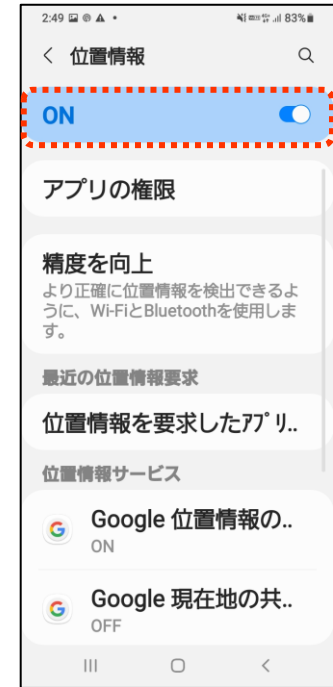 2:49
83%
位置情報
ON
アプリの権限
精度を向上
より正確に位置情報を検出できるよ
うに、Wi-FiとBluetoothを使用しま
す。
最近の位置情報要求
位置情報を要求したアプリ..
位置情報サービス
Google 位置情報の..
ON
Google 現在地の共..
OFF